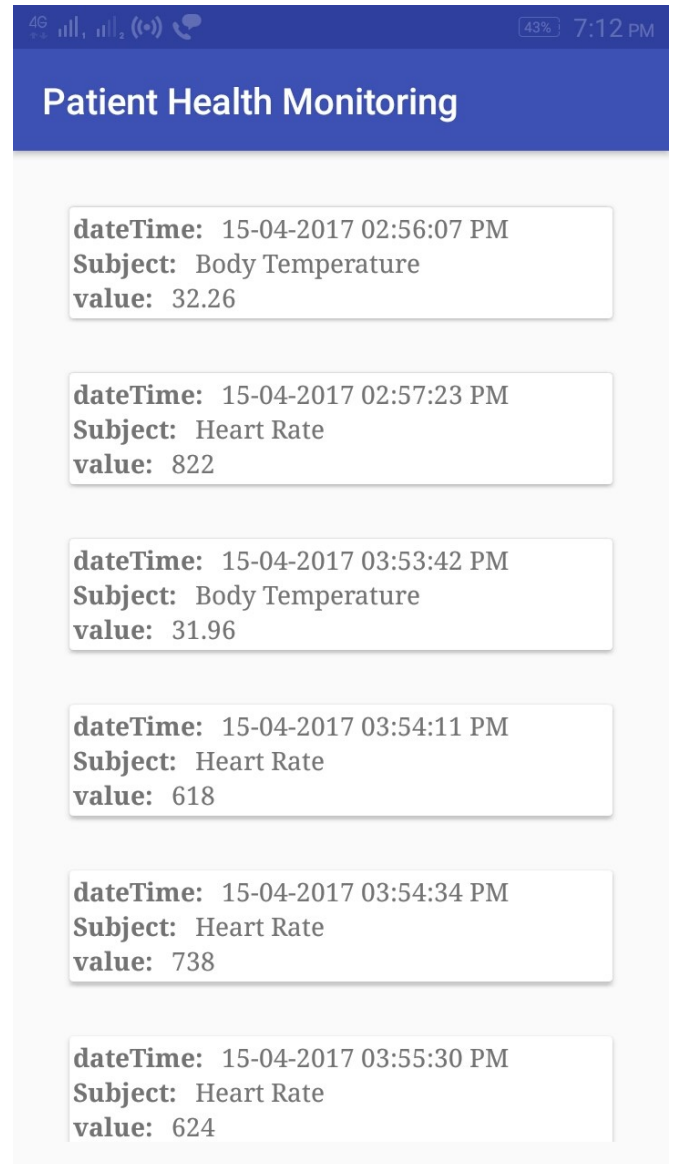 4G 1 2 43% 7:12 PM
Patient Health Monitoring
dateTime: 15-04-2017 02:56:07 PM
Subject: Body Temperature
value: 32.26
dateTime: 15-04-2017 02:57:23 PM
Subject: Heart Rate
value: 822
dateTime: 15-04-2017 03:53:42 PM
Subject: Body Temperature
value: 31.96
dateTime: 15-04-2017 03:54:11 PM
Subject: Heart Rate
value: 618
dateTime: 15-04-2017 03:54:34 PM
Subject: Heart Rate
value: 738
dateTime: 15-04-2017 03:55:30 PM
Subject: Heart Rate
value: 624